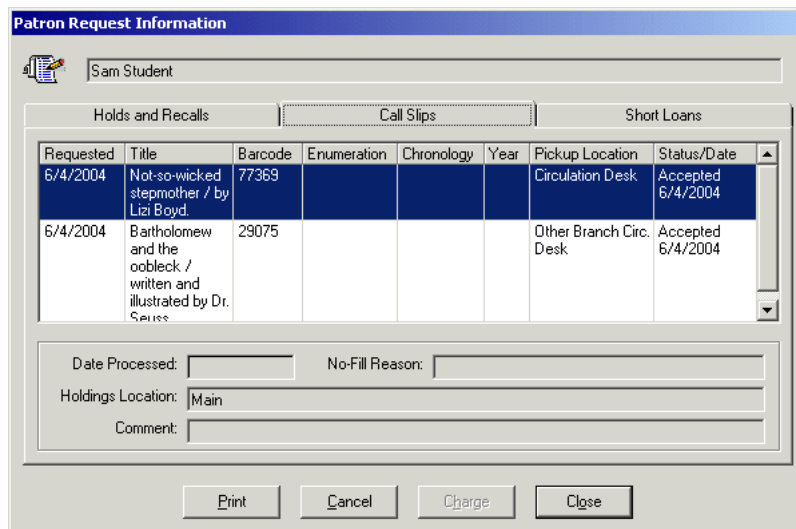 Patron Request Information
Sam Student
Holds and Recalls Call Slips Short Loans
Requested Title Barcode Enumeration Chronology Year Pickup Location Status/Date
6/4/2004 Not-so-wicked 77369 Circulation Desk Accepted
stepmother / by 6/4/2004
Lizi Boyd.
6/4/2004 Bartholomew 29075 Other Branch Circ. Accepted
and the Desk 6/4/2004
oobleck /
written and
illustrated by Dr.
Seuss
Date Processed: No-Fill Reason:
Holdings Location: Main
Comment:
Print Cancel Charge Close